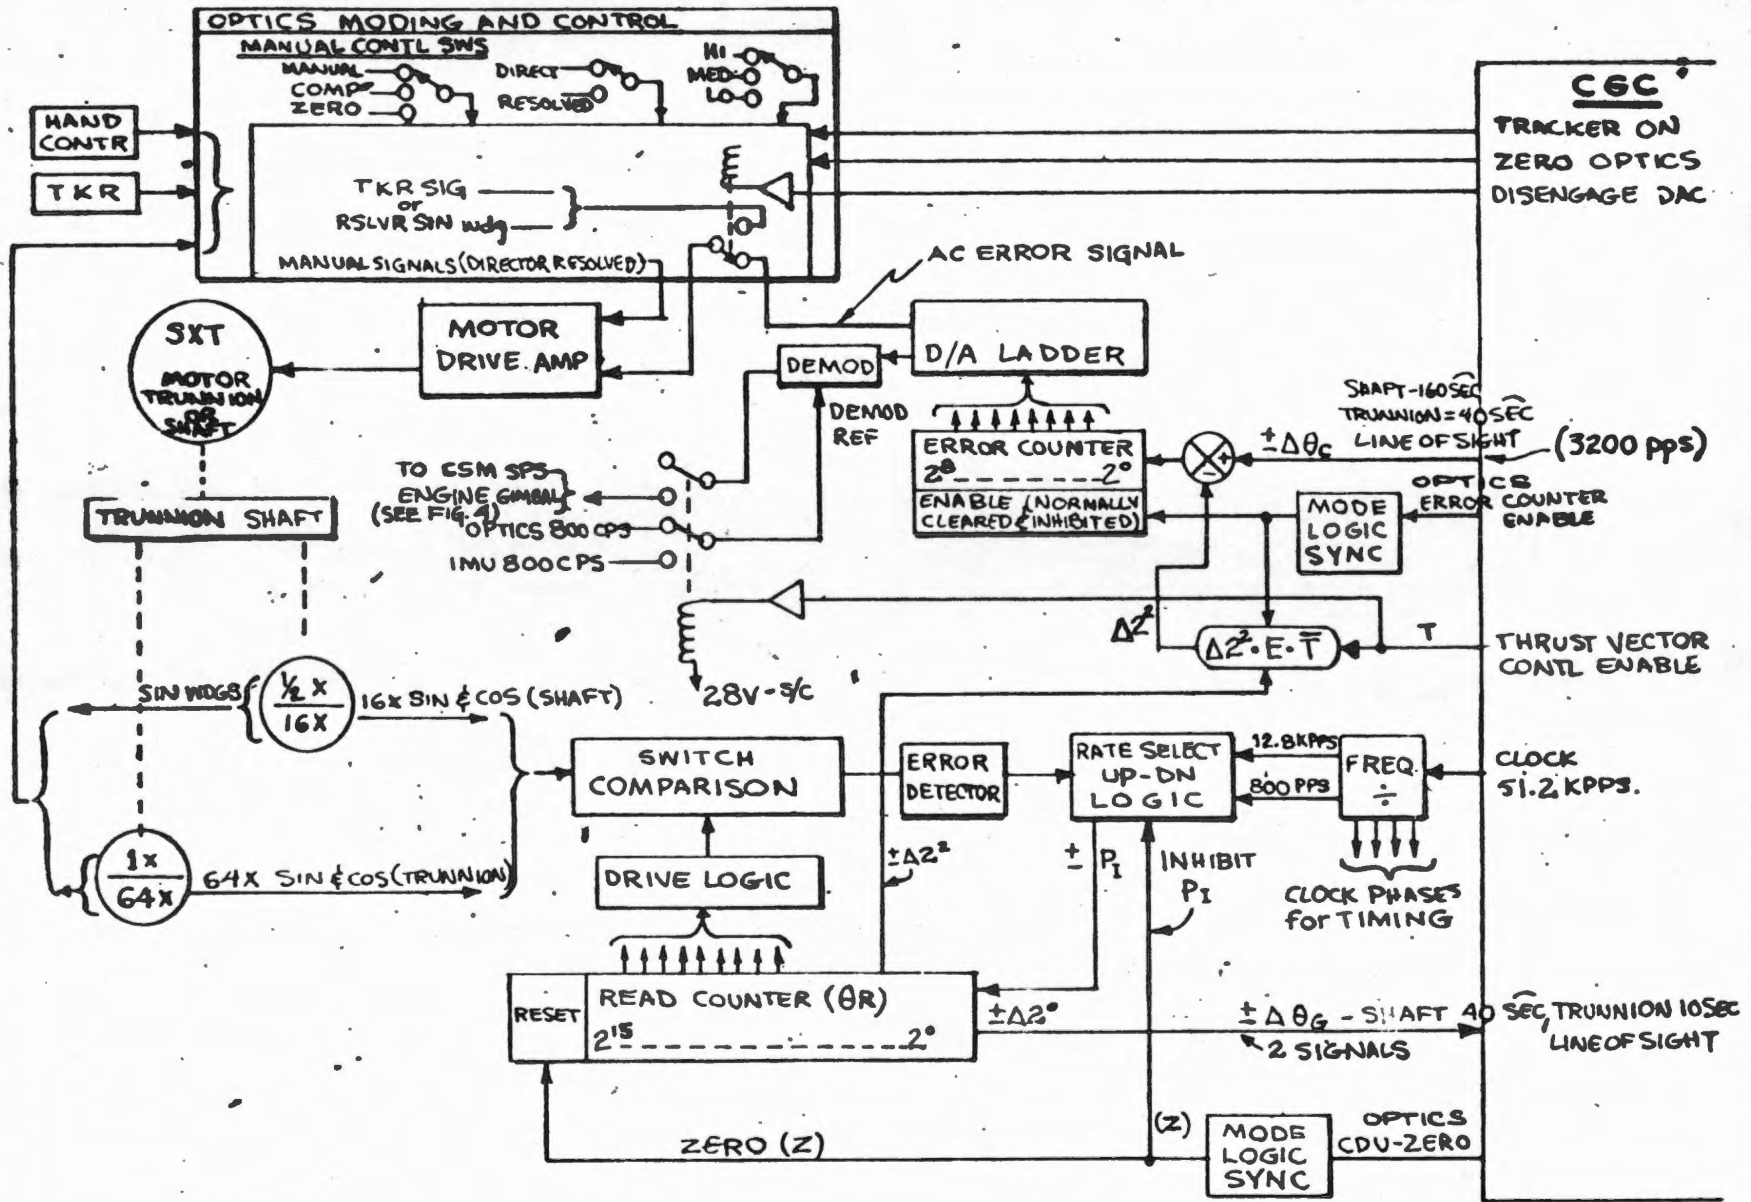 OPTICS MODING AND CONTROL
MANUAL CONTL SWS
MANUAL
COMP
ZERO
DIRECT
RESOLVED
HI
MED
LO
HAND
CONTR
TKR
TKR SIG
or
RSLVR SIN wdg
MANUAL SIGNALS (DIRECT OR RESOLVED)
CGC
TRACKER ON
ZERO OPTICS
DISENGAGE DAC
AC ERROR SIGNAL
SXT
MOTOR
TRUNNION
OR
SHAFT
MOTOR
DRIVE AMP
D/A LADDER
DEMOD
DEMOD
REF
SHAFT-160 SEC
TRUNNION=40 SEC
LINE OF SIGHT
± Δθc
(3200 pps)
ERROR COUNTER
2⁸ _ _ _ _ _ _ _ 2⁰
ENABLE (NORMALLY
CLEARED & INHIBITED)
+
-
OPTICS
ERROR COUNTER
ENABLE
MODE
LOGIC
SYNC
TO CSM SPS
ENGINE GIMBAL
(SEE FIG. 4)
OPTICS 800 CPS
IMU 800 CPS
TRUNNION SHAFT
Δ2²
Δ2²·E·T̅
T
THRUST VECTOR
CONTL ENABLE
28V-S/C
SIN WDGS
½ X
16X
16X SIN & COS (SHAFT)
SWITCH
COMPARISON
ERROR
DETECTOR
RATE SELECT
UP-DN
LOGIC
12.8KPPS
800 PPS
FREQ.
÷
CLOCK
51.2 KPPS.
1X
64X
64X SIN & COS (TRUNNION)
DRIVE LOGIC
±Δ2²
± PI
INHIBIT
PI
CLOCK PHASES
for TIMING
RESET
READ COUNTER (θR)
2¹⁵ _ _ _ _ _ _ _ _ _ _ 2⁰
±Δ2⁰
± ΔθG - SHAFT 40 SEC, TRUNNION 10 SEC
2 SIGNALS
LINE OF SIGHT
ZERO (Z)
(Z)
MODE
LOGIC
SYNC
OPTICS
CDU-ZERO